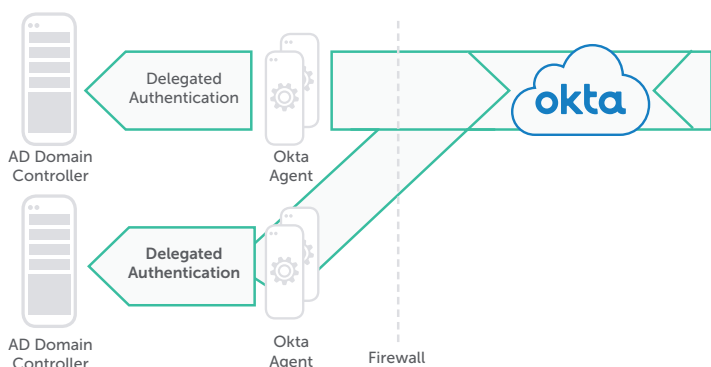 Delegated
Authentication
okta
AD Domain
Controller
Okta
Agent
Delegated
Authentication
AD Domain
Controller
Okta
Agent
Firewall